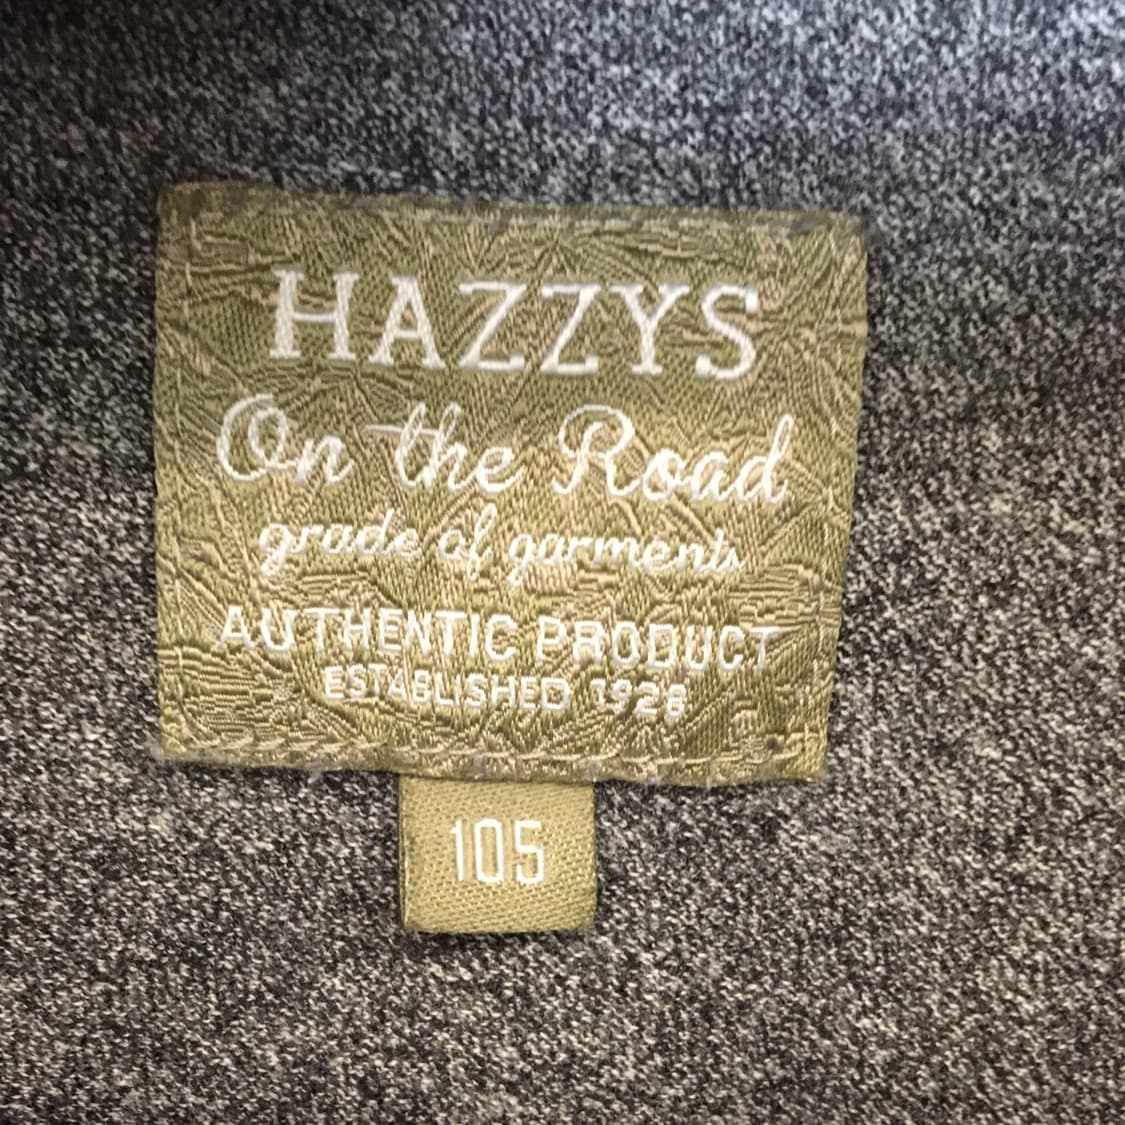 HAZZYS
On the Road
grade of garments
AUTHENTIC PRODUCT
ESTABLISHED 1928
105